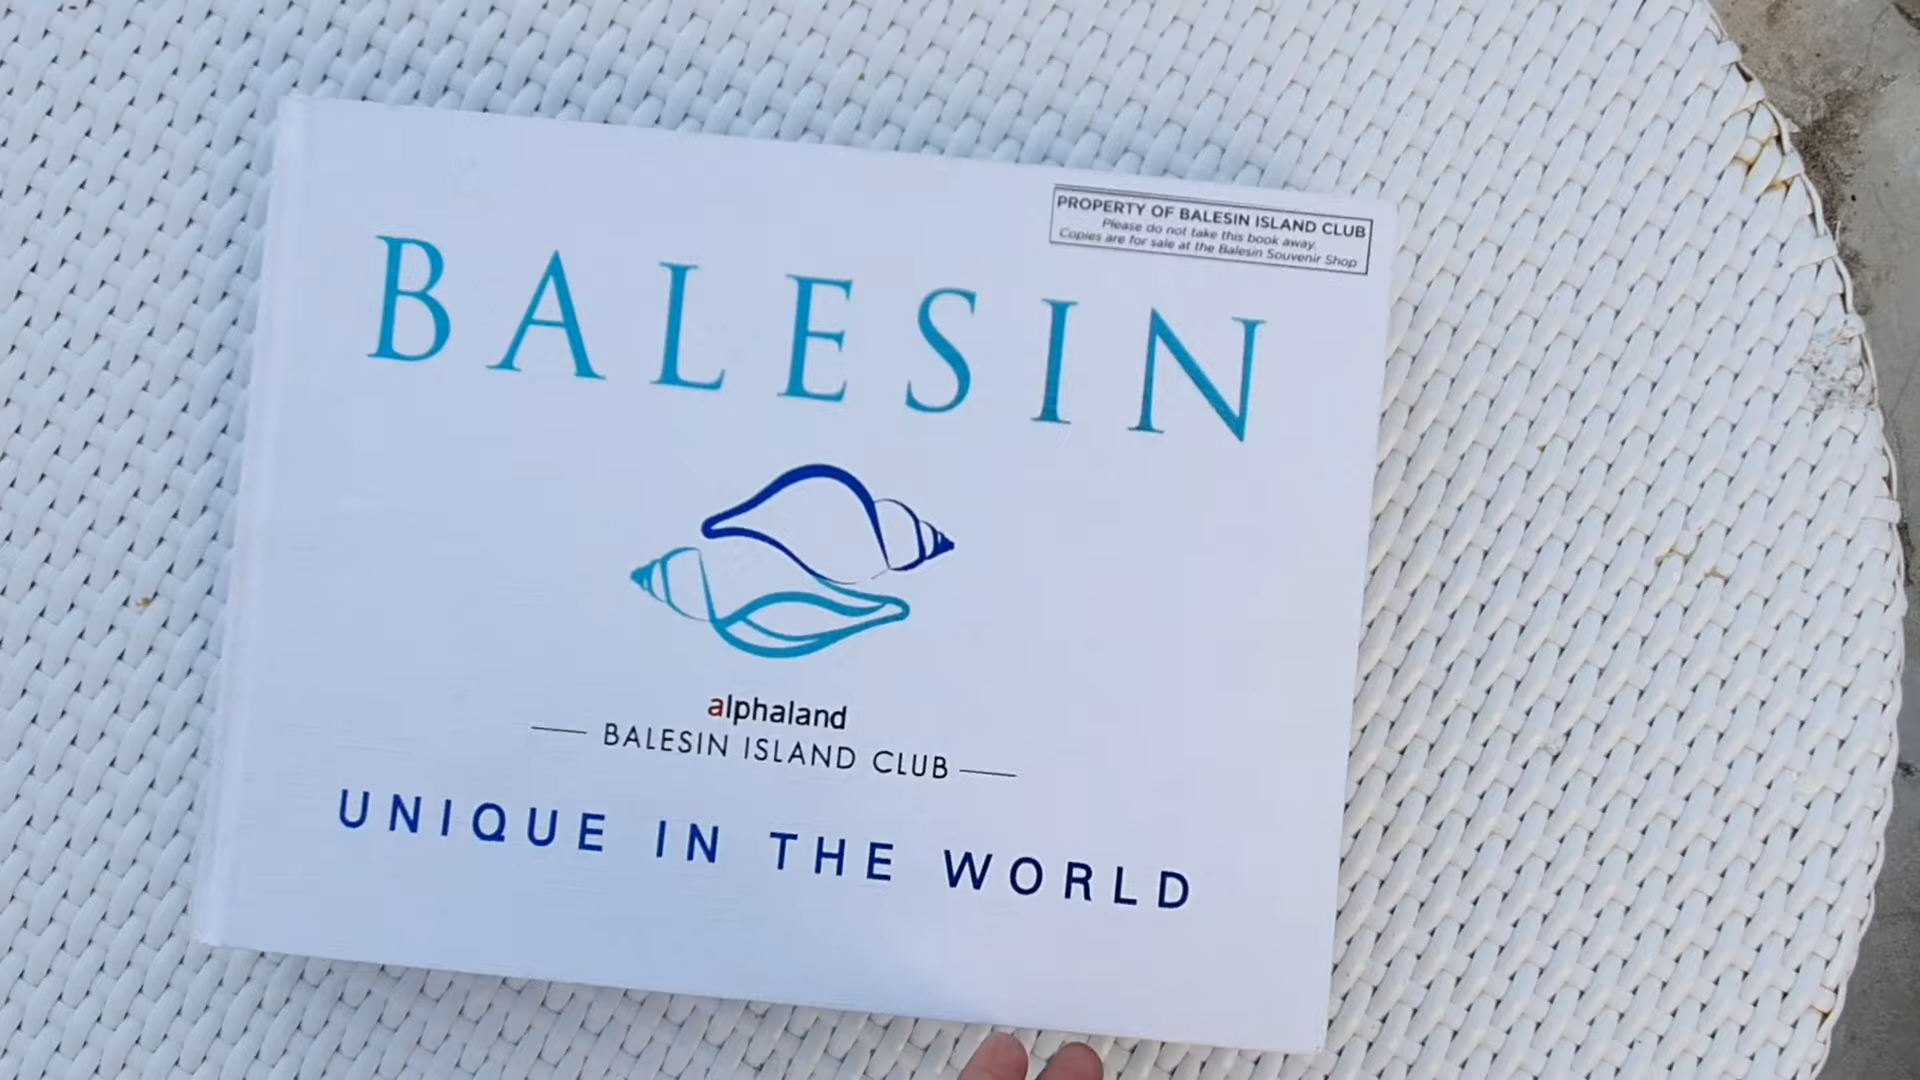 PROPERTY OF BALESIN ISLAND CLUB
Please do not take this book away.
Copies are for sale at the Balesin Souvenir Shop
BALESIN
alphaland
BALESIN ISLAND CLUB
UNIQUE IN THE WORLD